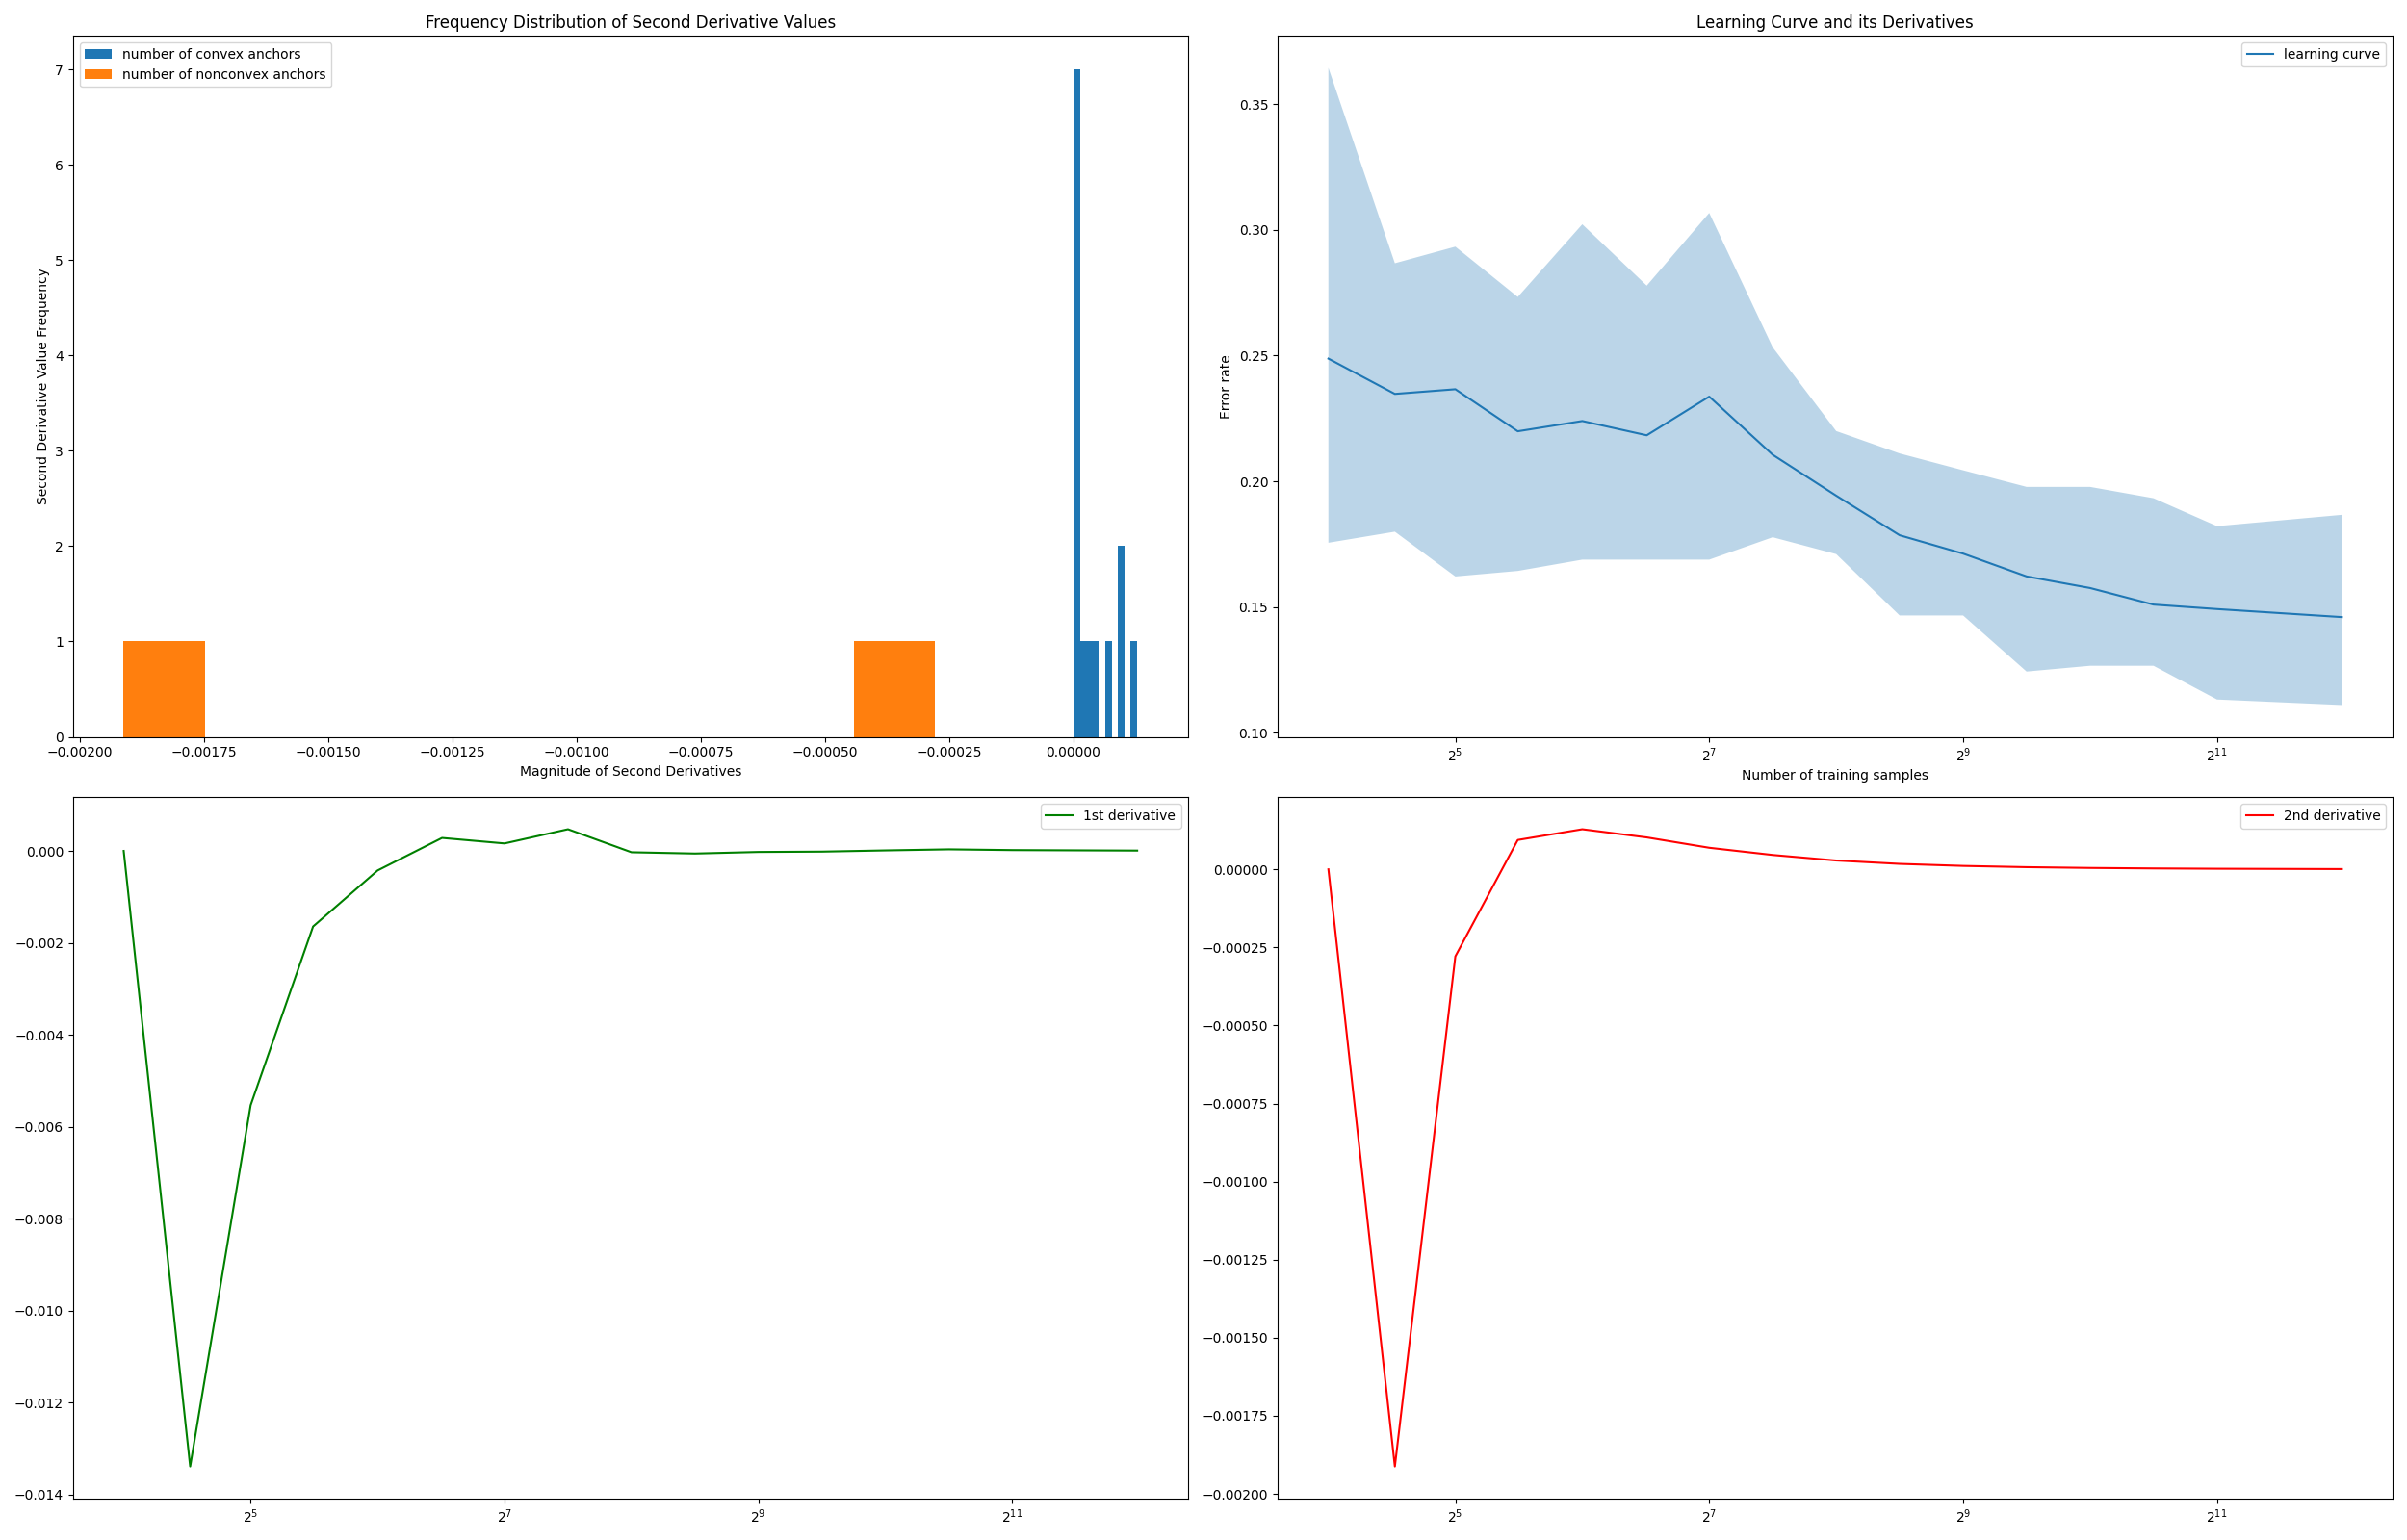 Frequency Distribution of Second Derivative Values
number of convex anchors
number of nonconvex anchors
Second Derivative Value Frequency
7
6
5
4
3
2
1
0
−0.00200 −0.00175 −0.00150 −0.00125 −0.00100 −0.00075 −0.00050 −0.00025 0.00000
Magnitude of Second Derivatives
Learning Curve and its Derivatives
learning curve
Error rate
0.35
0.30
0.25
0.20
0.15
0.10
2^5 2^7 2^9 2^11
Number of training samples
1st derivative
0.000
−0.002
−0.004
−0.006
−0.008
−0.010
−0.012
−0.014
2^5 2^7 2^9 2^11
2nd derivative
0.00000
−0.00025
−0.00050
−0.00075
−0.00100
−0.00125
−0.00150
−0.00175
−0.00200
2^5 2^7 2^9 2^11